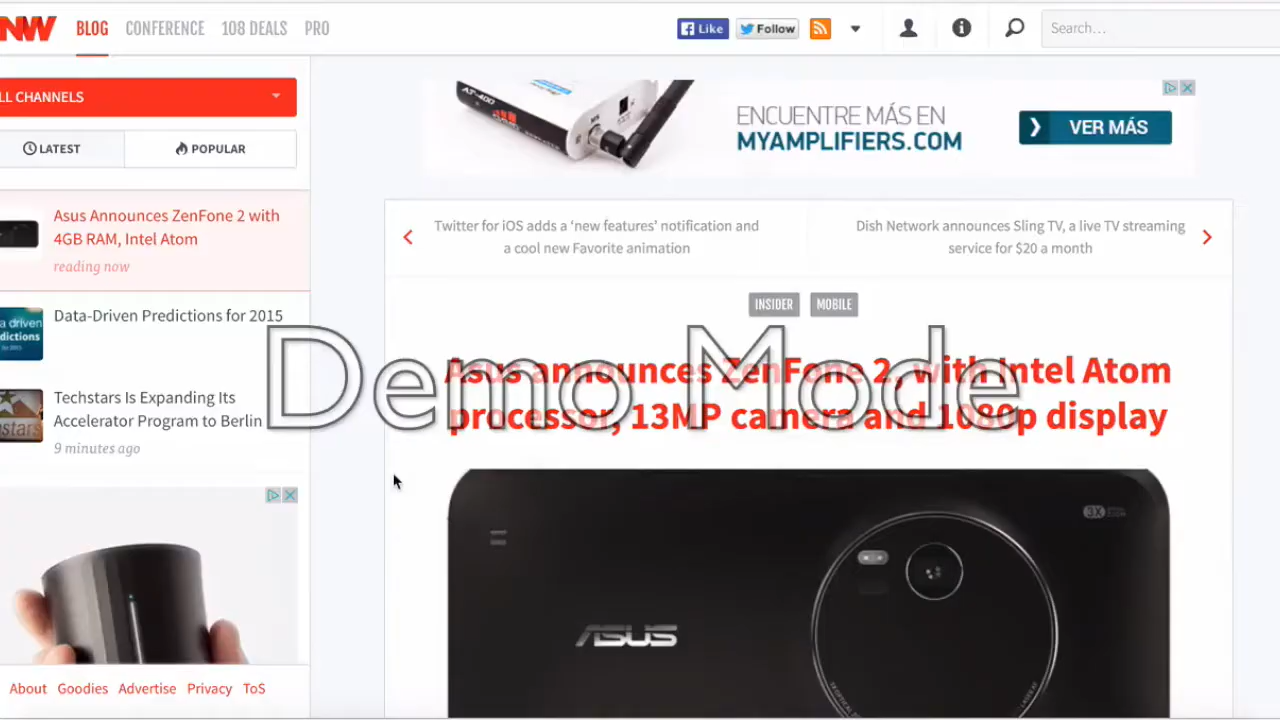 NW
BLOG
CONFERENCE
108 DEALS
PRO
Like
Follow
Search...
LL CHANNELS
LATEST
POPULAR
Asus Announces ZenFone 2 with
4GB RAM, Intel Atom
reading now
Data-Driven Predictions for 2015
Techstars Is Expanding Its
Accelerator Program to Berlin
9 minutes ago
About
Goodies
Advertise
Privacy
ToS
AT-400
ENCUENTRE MÁS EN
MYAMPLIFIERS.COM
VER MÁS
Twitter for iOS adds a ‘new features’ notification and
a cool new Favorite animation
Dish Network announces Sling TV, a live TV streaming
service for $20 a month
INSIDER
MOBILE
Asus announces ZenFone 2, with Intel Atom
processor, 13MP camera and 1080p display
Demo Mode
3X
ASUS